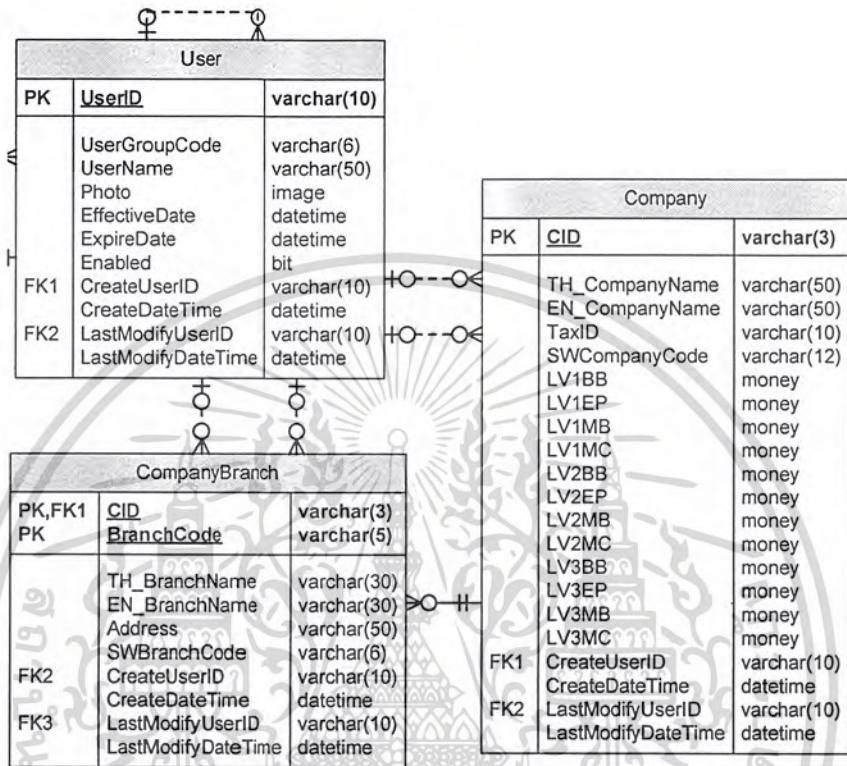 User
PK UserID varchar(10)
UserGroupCode varchar(6)
UserName varchar(50)
Photo image
EffectiveDate datetime
ExpireDate datetime
Enabled bit
FK1 CreateUserID varchar(10)
CreateDateTime datetime
FK2 LastModifyUserID varchar(10)
LastModifyDateTime datetime
Company
PK CID varchar(3)
TH_CompanyName varchar(50)
EN_CompanyName varchar(50)
TaxID varchar(10)
SWCompanyCode varchar(12)
LV1BB money
LV1EP money
LV1MB money
LV1MC money
LV2BB money
LV2EP money
LV2MB money
LV2MC money
LV3BB money
LV3EP money
LV3MB money
LV3MC money
FK1 CreateUserID varchar(10)
CreateDateTime datetime
FK2 LastModifyUserID varchar(10)
LastModifyDateTime datetime
CompanyBranch
PK,FK1 CID varchar(3)
PK BranchCode varchar(5)
TH_BranchName varchar(30)
EN_BranchName varchar(30)
Address varchar(50)
SWBranchCode varchar(6)
FK2 CreateUserID varchar(10)
CreateDateTime datetime
FK3 LastModifyUserID varchar(10)
LastModifyDateTime datetime